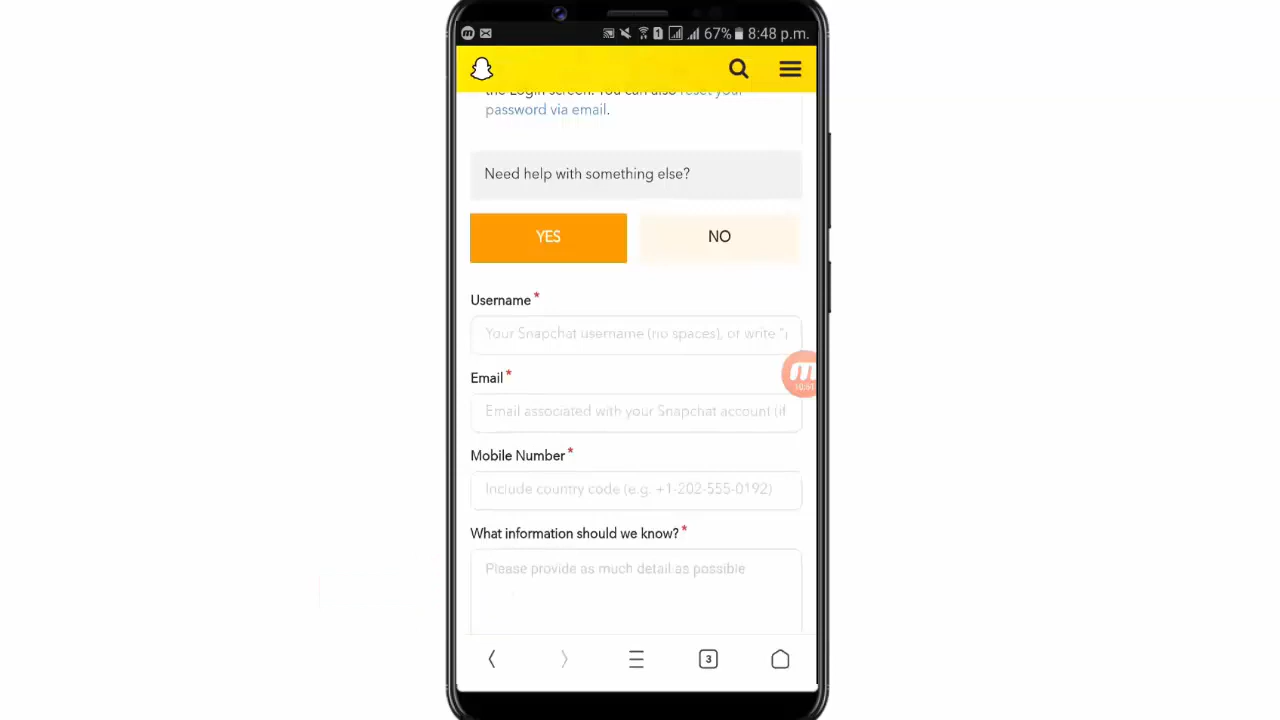 67% 8:48 p.m.
the Login screen. You can also reset your
password via email.
Need help with something else?
YES
NO
Username *
Your Snapchat username (no spaces), or write "
Email *
Email associated with your Snapchat account (if
Mobile Number *
Include country code (e.g. +1-202-555-0192)
What information should we know? *
Please provide as much detail as possible
3